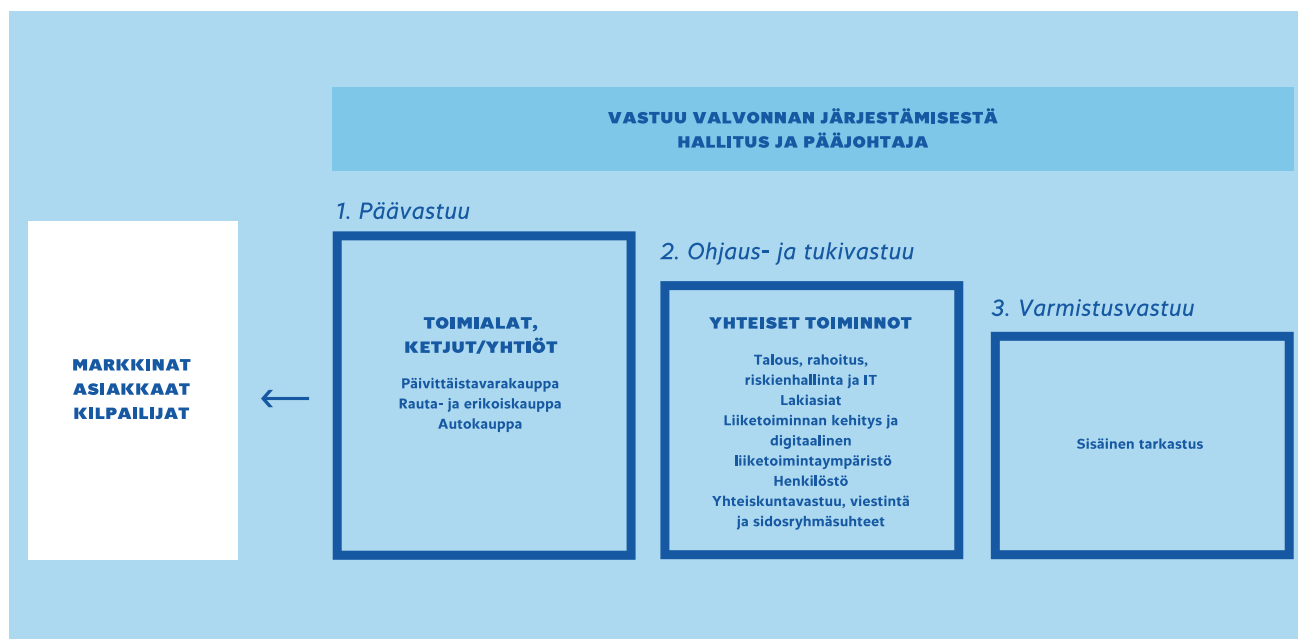 VASTUU VALVONNAN JÄRJESTÄMISESTÄ
HALLITUS JA PÄÄJOHTAJA
MARKKINAT
ASIAKKAAT
KILPAILIJAT
1. Päävastuu
TOIMIALAT,
KETJUT/YHTIÖT
Päivittäistavarakauppa
Rauta- ja erikoiskauppa
Autokauppa
2. Ohjaus- ja tukivastuu
YHTEISET TOIMINNOT
Talous, rahoitus,
riskienhallinta ja IT
Lakiasiat
Liiketoiminnan kehitys ja
digitaalinen
liiketoimintaympäristö
Henkilöstö
Yhteiskuntavastuu, viestintä
ja sidosryhmäsuhteet
3. Varmistusvastuu
Sisäinen tarkastus